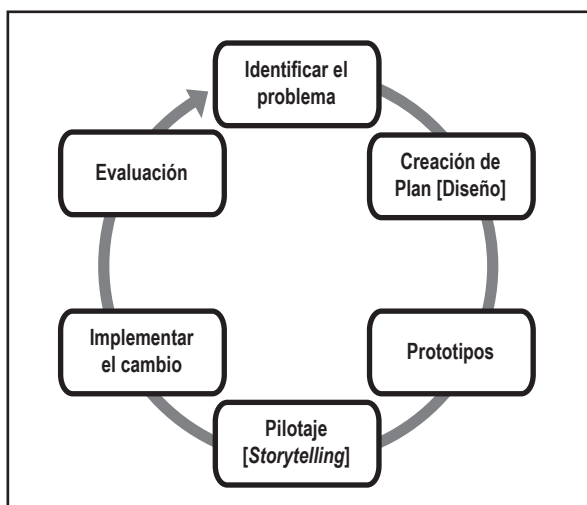 Identificar el
problema
Creación de
Plan [Diseño]
Prototipos
Pilotaje
[Storytelling]
Implementar
el cambio
Evaluación